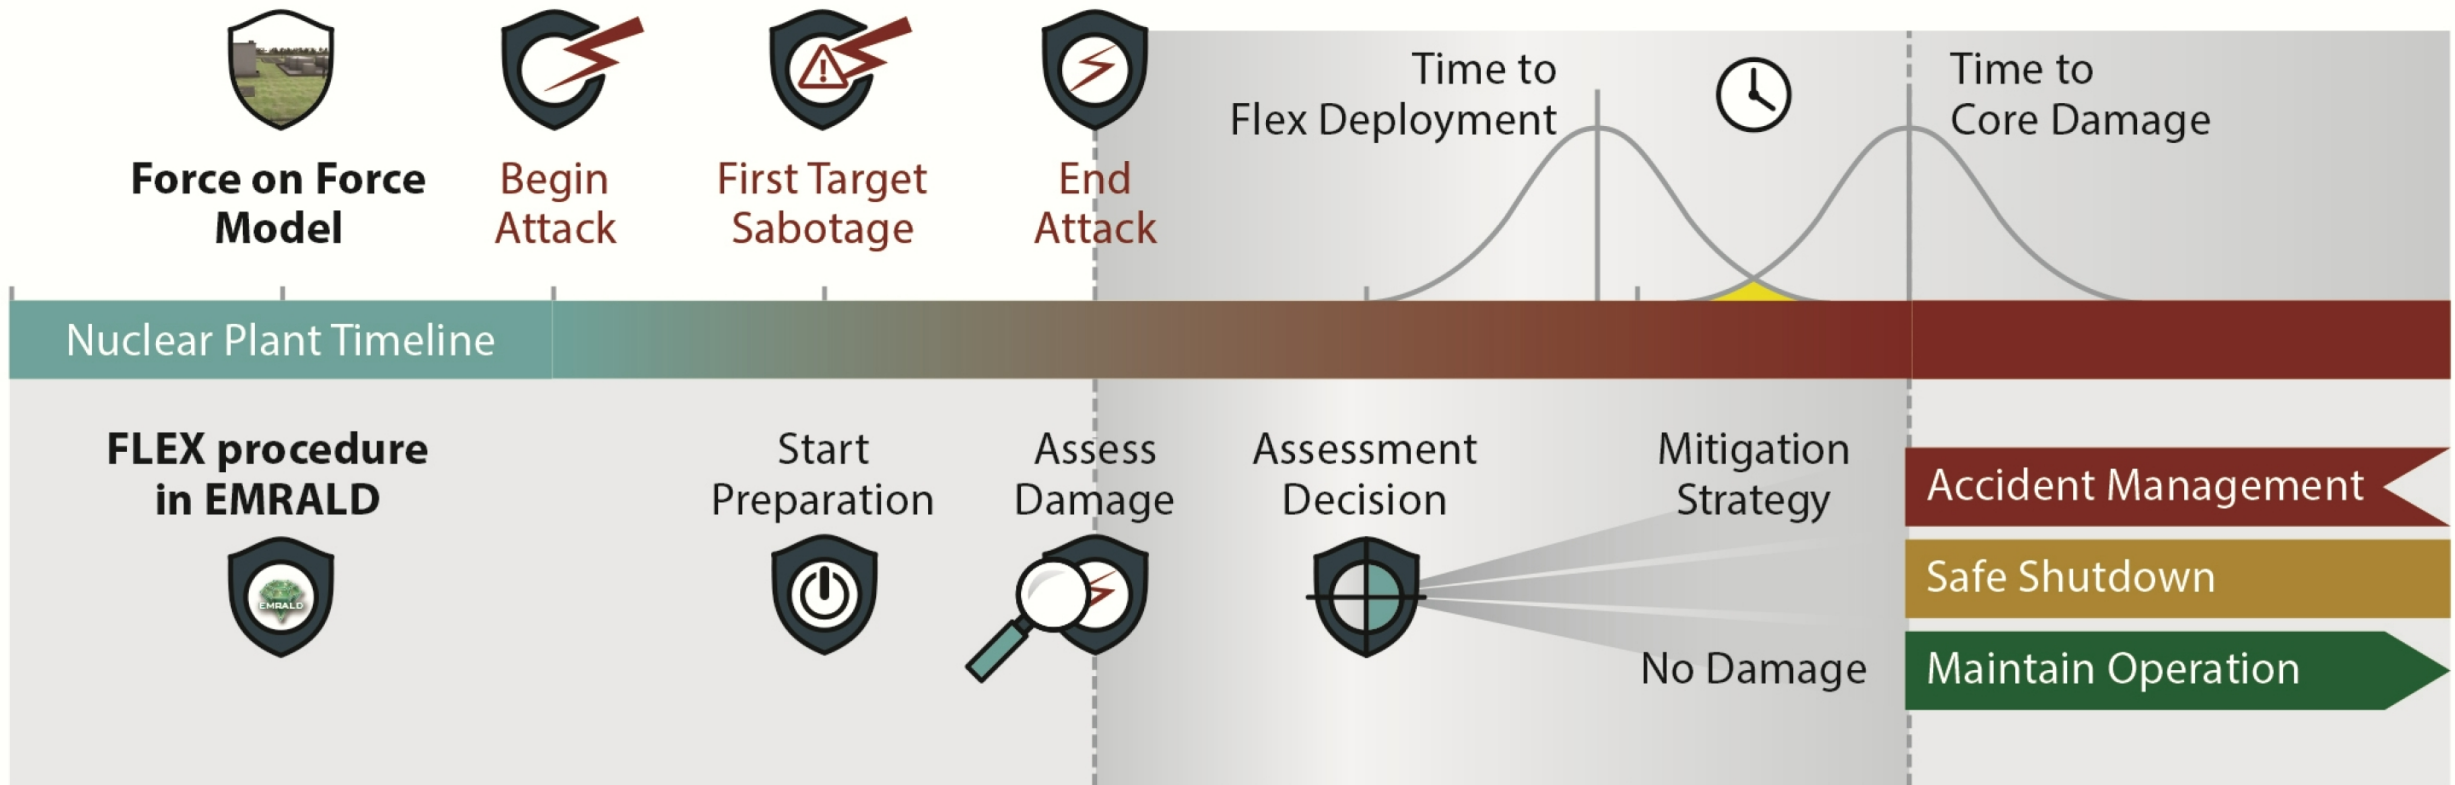 Force on Force
Model
Begin
Attack
First Target
Sabotage
End
Attack
Time to
Flex Deployment
Time to
Core Damage
Nuclear Plant Timeline
FLEX procedure
in EMRALD
EMRALD
Start
Preparation
Assess
Damage
Assessment
Decision
Mitigation
Strategy
No Damage
Accident Management
Safe Shutdown
Maintain Operation